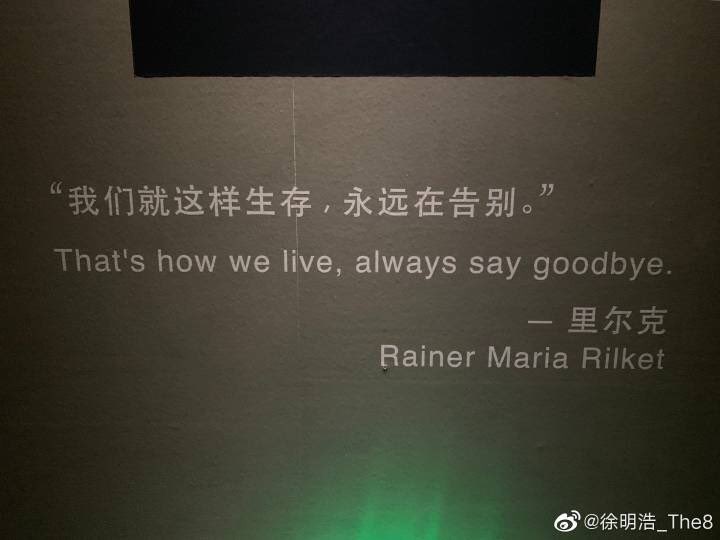 “我们就这样生存，永远在告别。”
That's how we live, always say goodbye.
— 里尔克
Rainer Maria Rilket
@徐明浩_The8